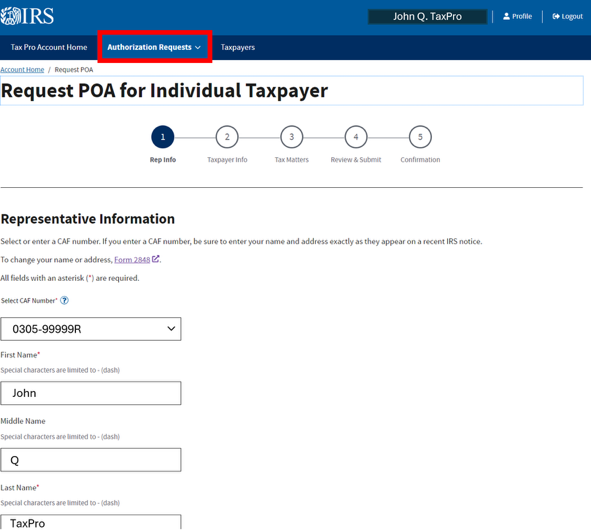 IRS
John Q. TaxPro
Profile
Logout
Tax Pro Account Home
Authorization Requests
Taxpayers
Account Home / Request POA
Request POA for Individual Taxpayer
1
2
3
4
5
Rep Info
Taxpayer Info
Tax Matters
Review & Submit
Confirmation
Representative Information
Select or enter a CAF number. If you enter a CAF number, be sure to enter your name and address exactly as they appear on a recent IRS notice.
To change your name or address, Form 2848.
All fields with an asterisk (*) are required.
Select CAF Number* ?
0305-99999R
First Name*
Special characters are limited to - (dash)
John
Middle Name
Special characters are limited to - (dash)
Q
Last Name*
Special characters are limited to - (dash)
TaxPro